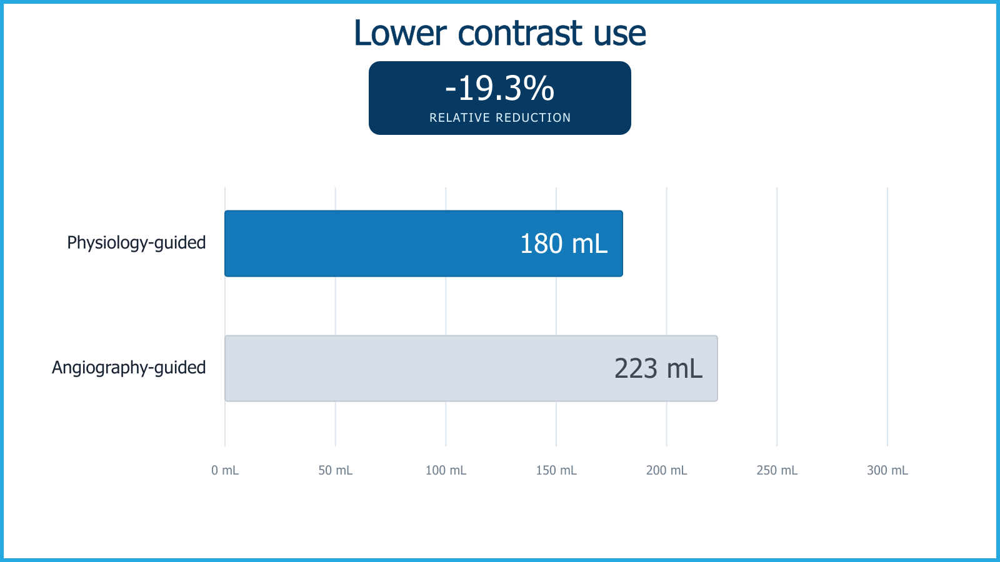 Lower contrast use
-19.3%
RELATIVE REDUCTION
Physiology-guided
180 mL
Angiography-guided
223 mL
0 mL
50 mL
100 mL
150 mL
200 mL
250 mL
300 mL